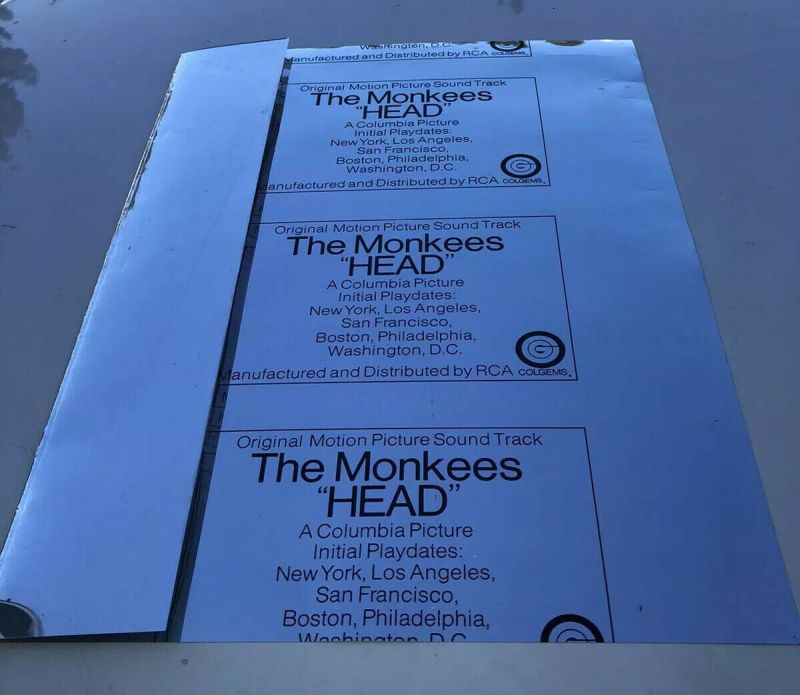 Washington, D.C.
Manufactured and Distributed by RCA COLGEMS®
Original Motion Picture Sound Track
The Monkees
"HEAD"
A Columbia Picture
Initial Playdates:
New York, Los Angeles,
San Francisco,
Boston, Philadelphia,
Washington, D.C.
Manufactured and Distributed by RCA COLGEMS®
Original Motion Picture Sound Track
The Monkees
"HEAD"
A Columbia Picture
Initial Playdates:
New York, Los Angeles,
San Francisco,
Boston, Philadelphia,
Washington, D.C.
Manufactured and Distributed by RCA COLGEMS®
Original Motion Picture Sound Track
The Monkees
"HEAD"
A Columbia Picture
Initial Playdates:
New York, Los Angeles,
San Francisco,
Boston, Philadelphia,
Washington, D.C.